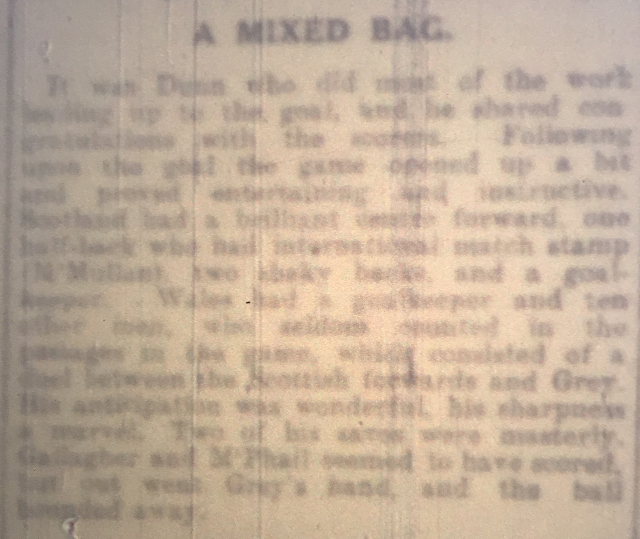 A MIXED BAG.
It was Dunn who did most of the work
leading up to the goal, and he shared con-
gratulations with the scorers. Following
upon the goal the game opened up a bit
and proved entertaining and instructive.
Scotland had a brilliant centre forward, one
half-back who had international match stamp
(M'Mullan), two shaky backs, and a goal-
keeper. Wales had a goalkeeper and ten
other men, who seldom counted in the
passages in the game, which consisted of a
duel between the Scottish forwards and Grey.
His anticipation was wonderful, his sharpness
a marvel. Two of his saves were masterly.
Gallagher and M'Phail seemed to have scored,
but out went Grey's hand, and the ball
bounded away.